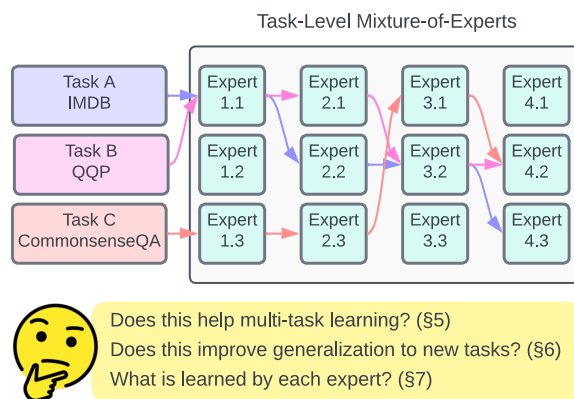 Task-Level Mixture-of-Experts
Task A
IMDB
Task B
QQP
Task C
CommonsenseQA
Expert
1.1
Expert
2.1
Expert
3.1
Expert
4.1
Expert
1.2
Expert
2.2
Expert
3.2
Expert
4.2
Expert
1.3
Expert
2.3
Expert
3.3
Expert
4.3
Does this help multi-task learning? (§5)
Does this improve generalization to new tasks? (§6)
What is learned by each expert? (§7)